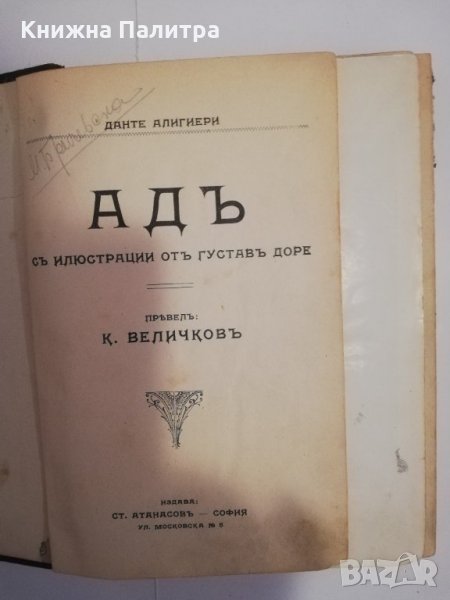 Книжна Палитра
ДАНТЕ АЛИГИЕРИ
АДЪ
СЪ ИЛЮСТРАЦИИ ОТЪ ГУСТАВЪ ДОРЕ
ПРѢВЕЛЪ:
К. ВЕЛИЧКОВЪ
ИЗДАВА:
СТ. АТАНАСОВЪ — СОФИЯ
УЛ. МОСКОВСКА № 5
BAZAR